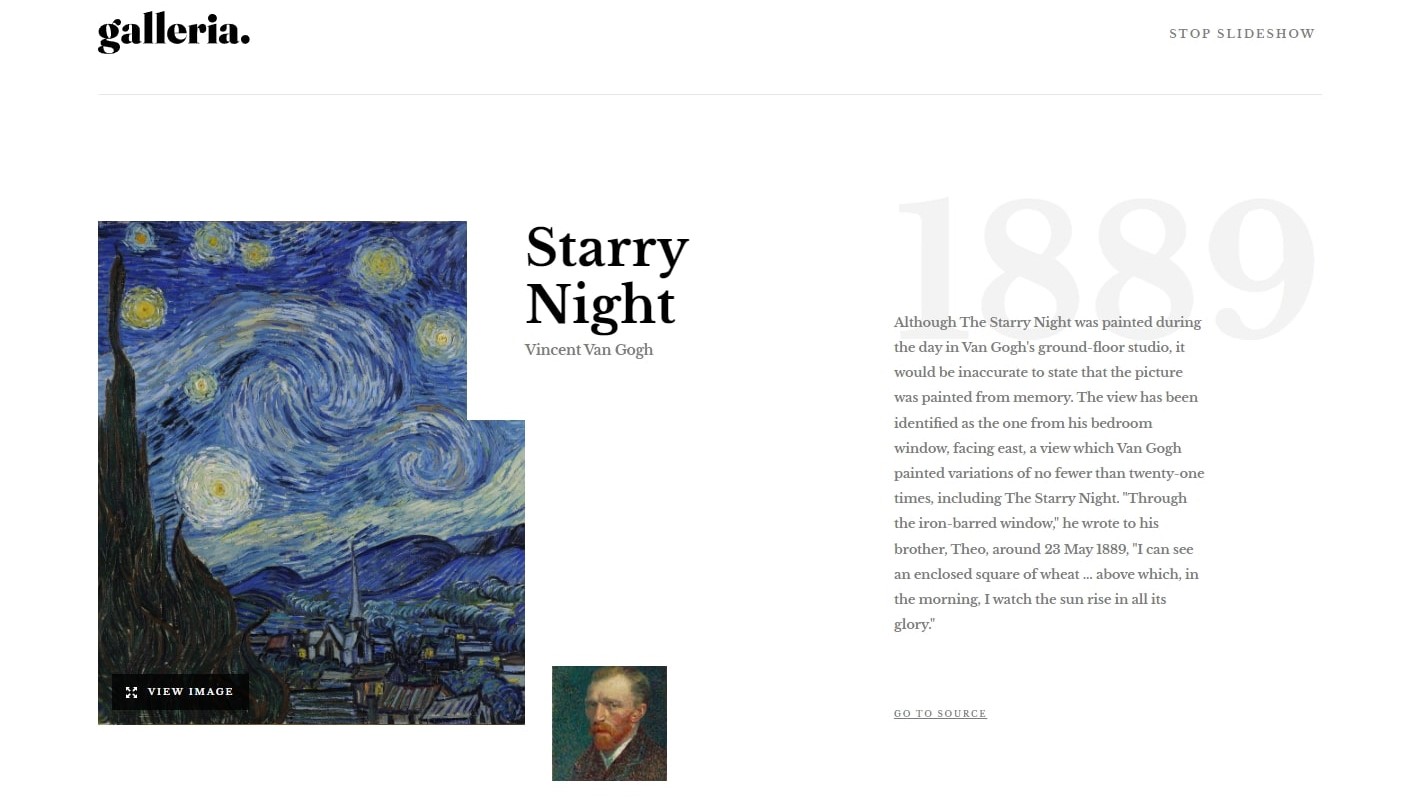 galleria.
STOP SLIDESHOW
Starry
Night
Vincent Van Gogh
1889
Although The Starry Night was painted during
the day in Van Gogh's ground-floor studio, it
would be inaccurate to state that the picture
was painted from memory. The view has been
identified as the one from his bedroom
window, facing east, a view which Van Gogh
painted variations of no fewer than twenty-one
times, including The Starry Night. "Through
the iron-barred window," he wrote to his
brother, Theo, around 23 May 1889, "I can see
an enclosed square of wheat ... above which, in
the morning, I watch the sun rise in all its
glory."
VIEW IMAGE
GO TO SOURCE